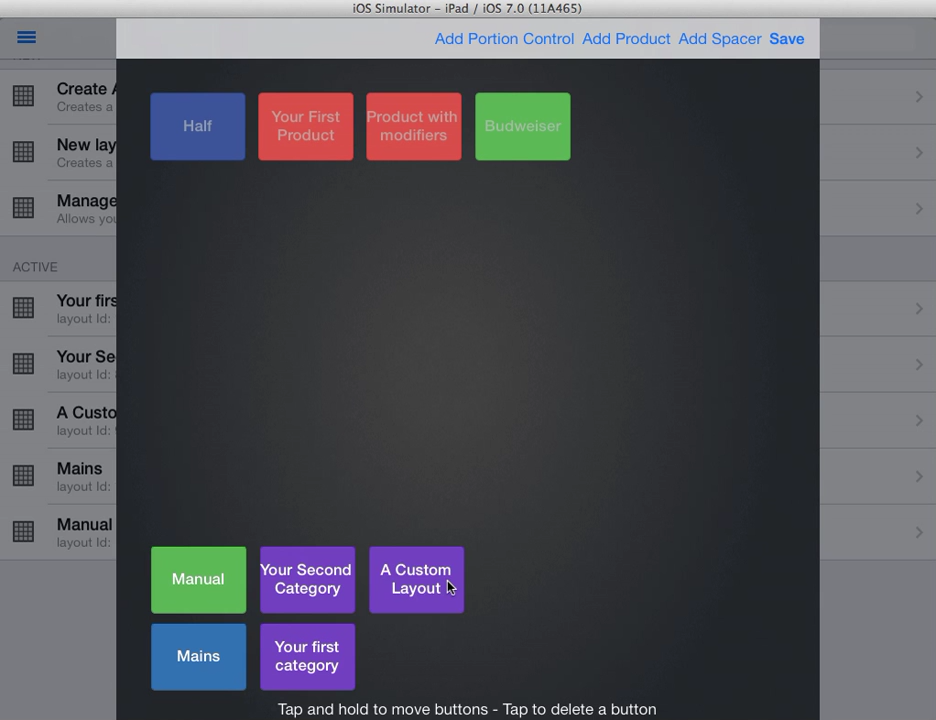 iOS Simulator – iPad / iOS 7.0 (11A465)
Add Portion Control Add Product Add Spacer Save
Create A
Creates a
New lay
Creates a
Manage
Allows you
ACTIVE
Your firs
layout Id:
Your Se
layout Id:
A Custo
layout Id:
Mains
layout Id:
Manual
layout Id:
Half
Your First
Product
Product with
modifiers
Budweiser
Manual
Your Second
Category
A Custom
Layout
Mains
Your first
category
Tap and hold to move buttons - Tap to delete a button